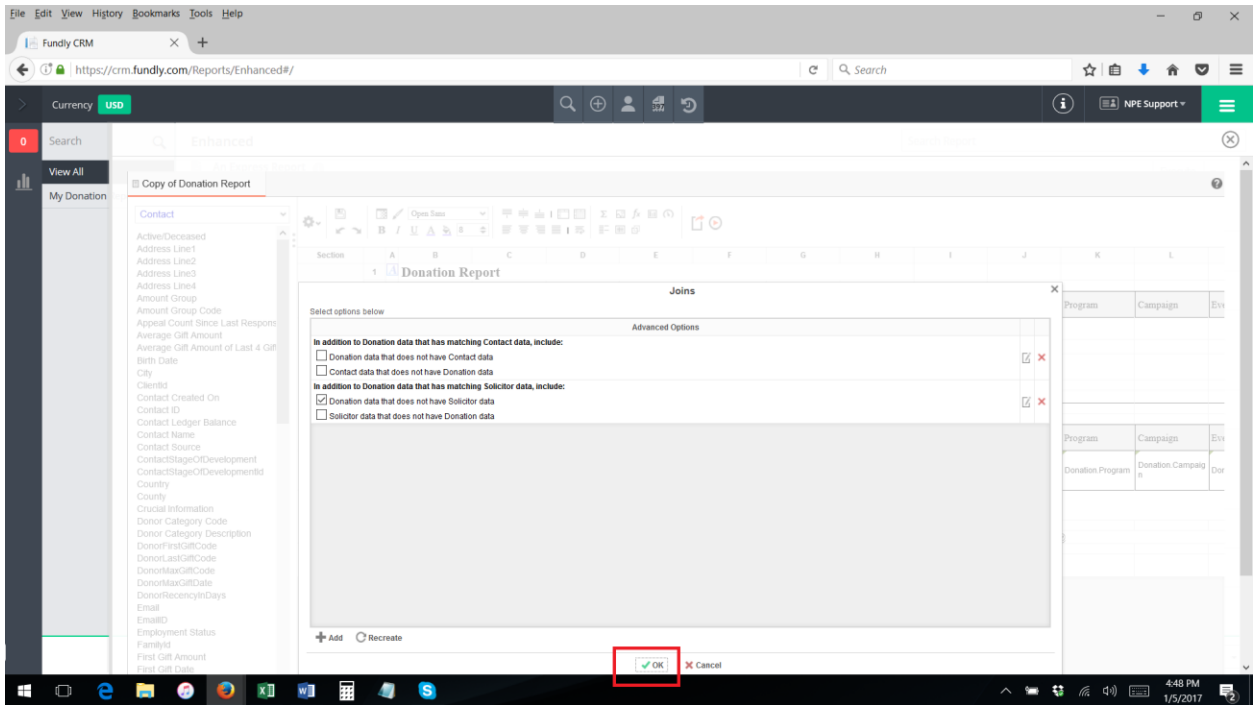 File Edit View History Bookmarks Tools Help
Fundly CRM
https://crm.fundly.com/Reports/Enhanced#/
Search
Currency USD
NPE Support
0
Search
Enhanced
View All
My Donation
Copy of Donation Report
Contact
Open Sans
Active/Deceased
Address Line1
Address Line2
Address Line3
Address Line4
Amount Group
Amount Group Code
Appeal Count Since Last Respons
Average Gift Amount
Average Gift Amount of Last 4 Gif
Birth Date
City
ClientId
Contact Created On
Contact ID
Contact Ledger Balance
Contact Name
Contact Source
ContactStageOfDevelopment
ContactStageOfDevelopmentId
Country
County
Crucial Information
Donor Category Code
Donor Category Description
DonorFirstGiftCode
DonorLastGiftCode
DonorMaxGiftCode
DonorMaxGiftDate
DonorRecencyInDays
Email
EmailID
Employment Status
FamilyId
First Gift Amount
First Gift Date
Section A B C D E F G H I J K L
1 Donation Report
Joins
Select options below
Advanced Options
In addition to Donation data that has matching Contact data, include:
Donation data that does not have Contact data
Contact data that does not have Donation data
In addition to Donation data that has matching Solicitor data, include:
Donation data that does not have Solicitor data
Solicitor data that does not have Donation data
Add Recreate
OK Cancel
Program Campaign Eve
Program Campaign Eve
Donation.Program Donation.Campaig
n
Don
4:48 PM
1/5/2017